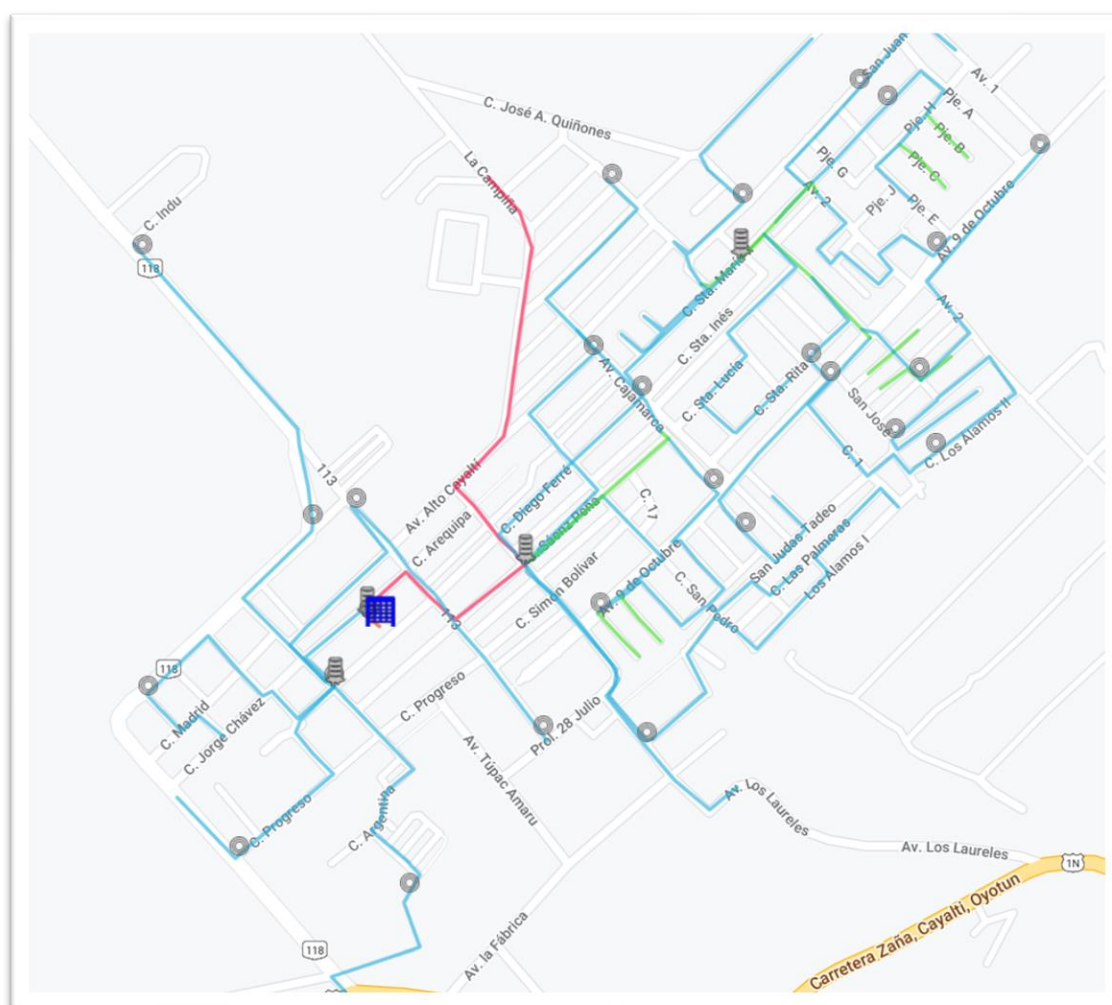 San Juan
Av. 1
C. José A. Quiñones
Pje. A
Pje. H
Pje. B
La Campiña
Pje. G
Pje. C
Av. 2
Pje. J
Pje. E
Av. 9 de Octubre
C. Indu
118
C. Sta. María
Av. 2
C. Sta. Inés
Av. Cajamarca
C. Sta. Lucía
C. Sta. Rita
San José
C. Los Alamos II
C. 1
113
Av. Alto Cayaltí
C. Diego Ferré
C. Arequipa
Sáenz Peña
C. 17
San Judas Tadeo
C. Las Palmeras
Los Alamos I
C. Simón Bolívar
Av. 9 de Octubre
C. San Pedro
113
118
C. Madrid
C. Jorge Chávez
C. Progreso
Prol. 28 Julio
Av. Túpac Amaru
C. Progreso
C. Argentina
Av. Los Laureles
Av. Los Laureles
1N
Carretera Zaña, Cayalti, Oyotun
118
Av. la Fábrica